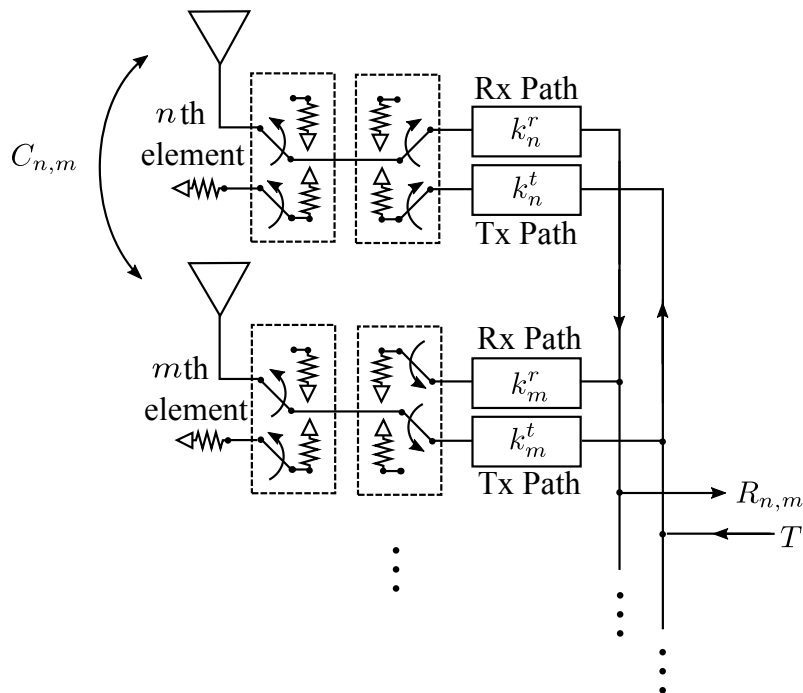 Rx Path
$k_n^r$
nth
element
$C_{n,m}$
$k_n^t$
Tx Path
Rx Path
$k_m^r$
mth
element
$k_m^t$
Tx Path
$R_{n,m}$
$T$